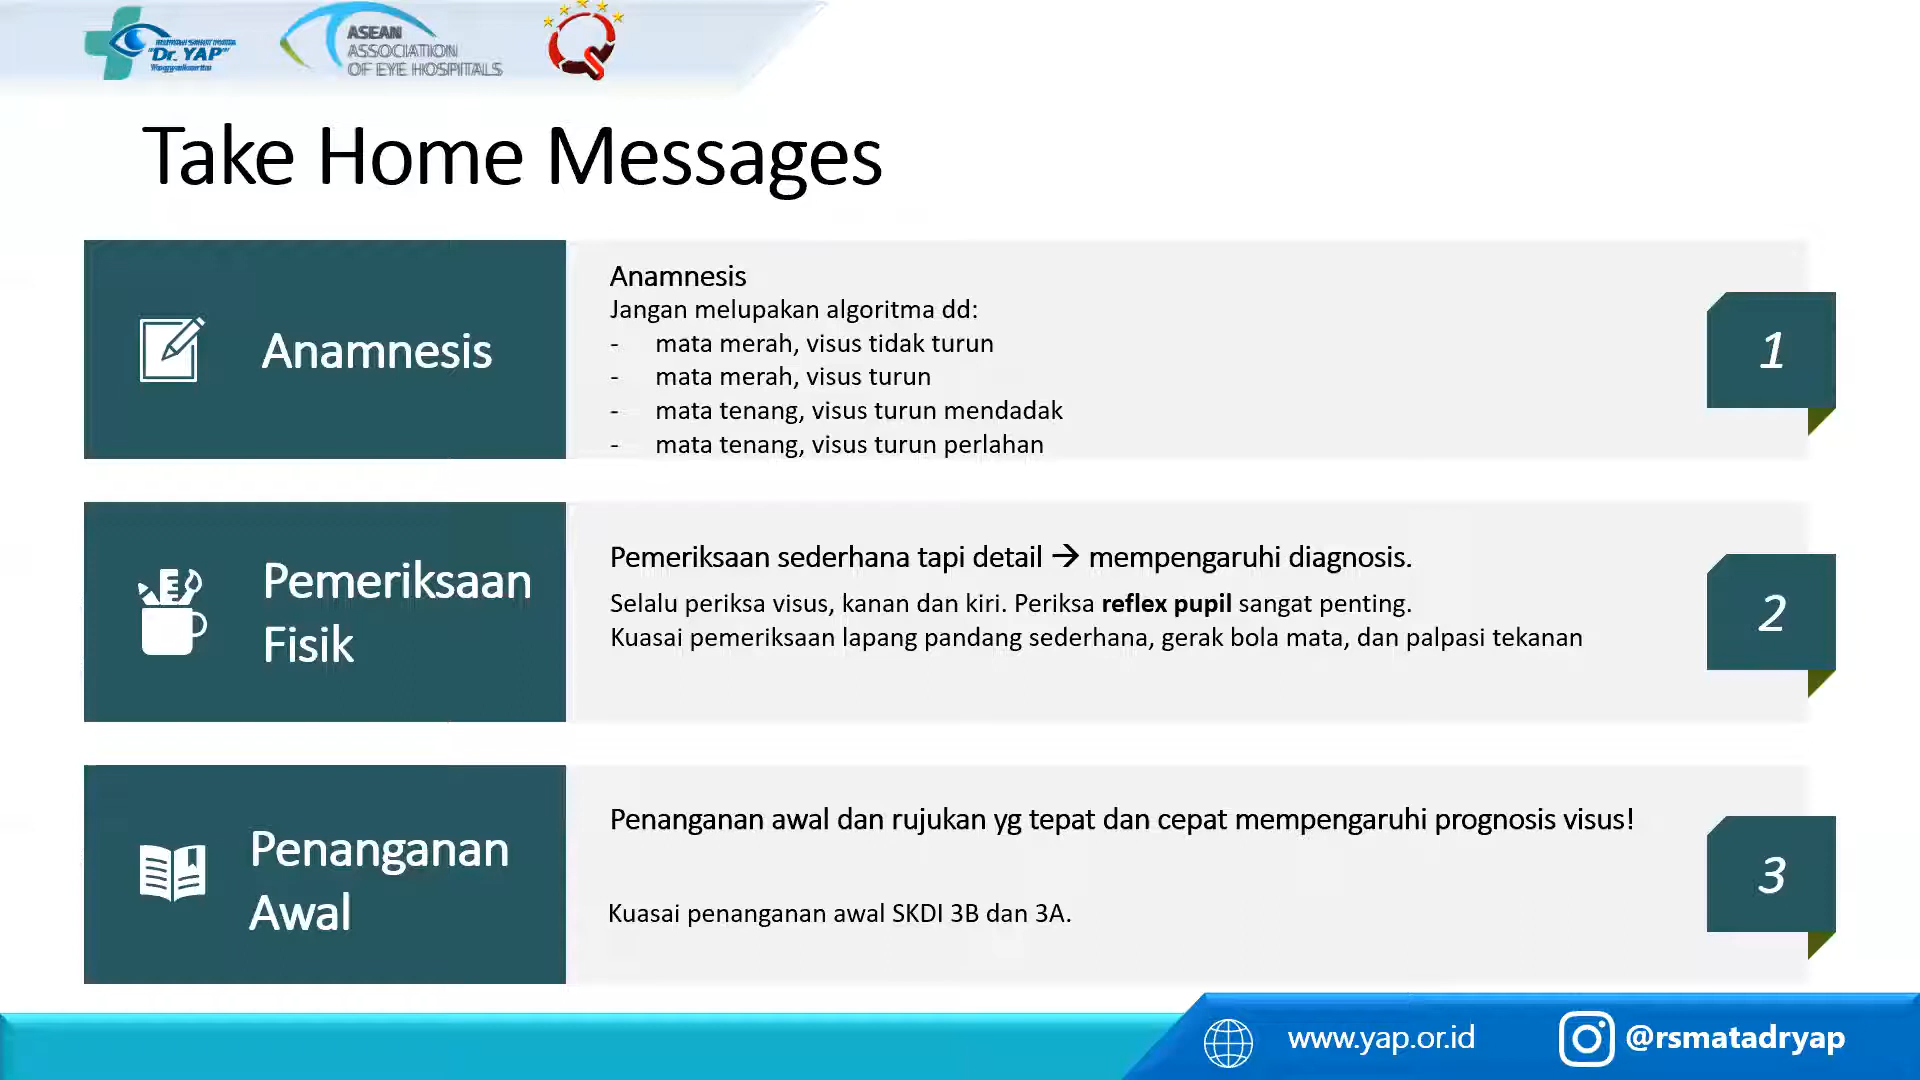 "Dr. YAP"
ASEAN
ASSOCIATION
OF EYE HOSPITALS
Take Home Messages
Anamnesis
Anamnesis
Jangan melupakan algoritma dd:
- mata merah, visus tidak turun
- mata merah, visus turun
- mata tenang, visus turun mendadak
- mata tenang, visus turun perlahan
1
Pemeriksaan
Fisik
Pemeriksaan sederhana tapi detail → mempengaruhi diagnosis.
Selalu periksa visus, kanan dan kiri. Periksa reflex pupil sangat penting.
Kuasai pemeriksaan lapang pandang sederhana, gerak bola mata, dan palpasi tekanan
2
Penanganan
Awal
Penanganan awal dan rujukan yg tepat dan cepat mempengaruhi prognosis visus!
Kuasai penanganan awal SKDI 3B dan 3A.
3
www.yap.or.id
@rsmatadryap